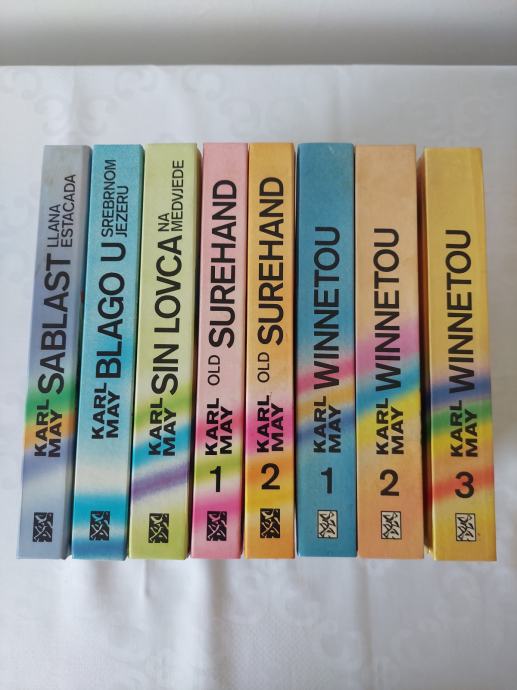 KARL
MAY
SABLAST
LLANA
ESTACADA
KARL
MAY
BLAGO U
SREBRNOM
JEZERU
KARL
MAY
SIN LOVCA
NA
MEDVJEDE
1
KARL
MAY
OLD SUREHAND
2
KARL
MAY
OLD SUREHAND
1
KARL
MAY
WINNETOU
2
KARL
MAY
WINNETOU
3
KARL
MAY
WINNETOU